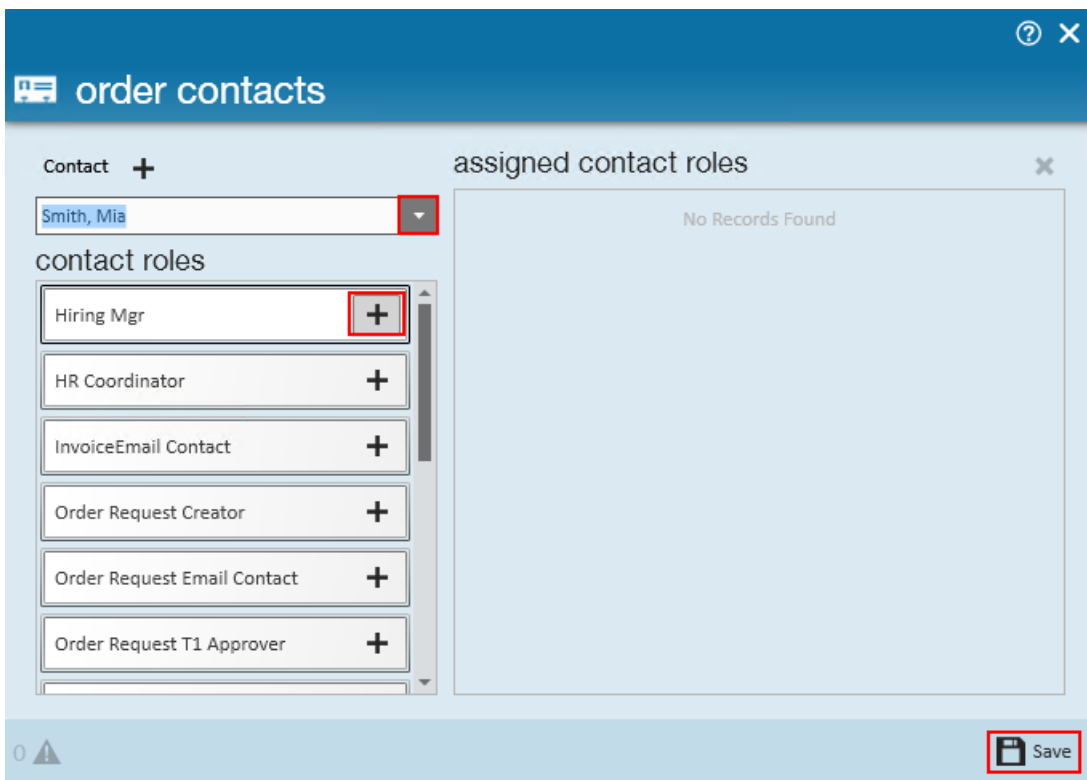 order contacts
Contact
Smith, Mia
contact roles
Hiring Mgr
HR Coordinator
InvoiceEmail Contact
Order Request Creator
Order Request Email Contact
Order Request T1 Approver
assigned contact roles
No Records Found
0
Save